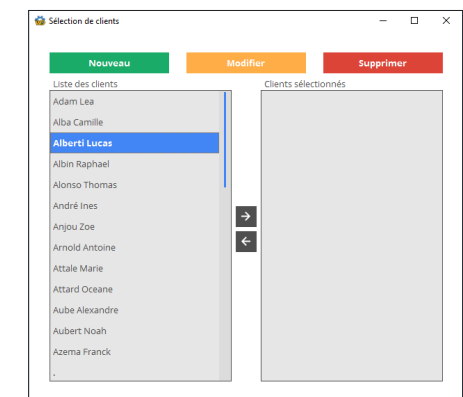 Sélection de clients
Nouveau
Modifier
Supprimer
Liste des clients
Clients sélectionnés
Adam Lea
Alba Camille
Alberti Lucas
Albin Raphael
Alonso Thomas
André Ines
Anjou Zoe
Arnold Antoine
Attale Marie
Attard Oceane
Aube Alexandre
Aubert Noah
Azema Franck